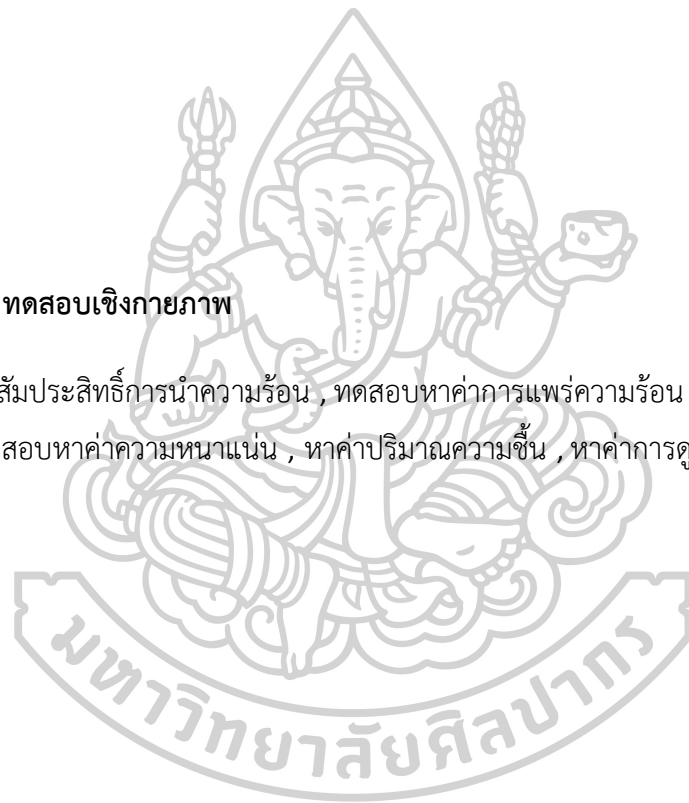 ทดสอบเชิงกายภาพ
สัมประสิทธิ์การนำความร้อน , ทดสอบหาค่าการแพร่ความร้อน
สอบหาค่าความหนาแน่น , หาค่าปริมาณความชื้น , หาค่าการดู
มหาวิทยาลัยศิลปากร